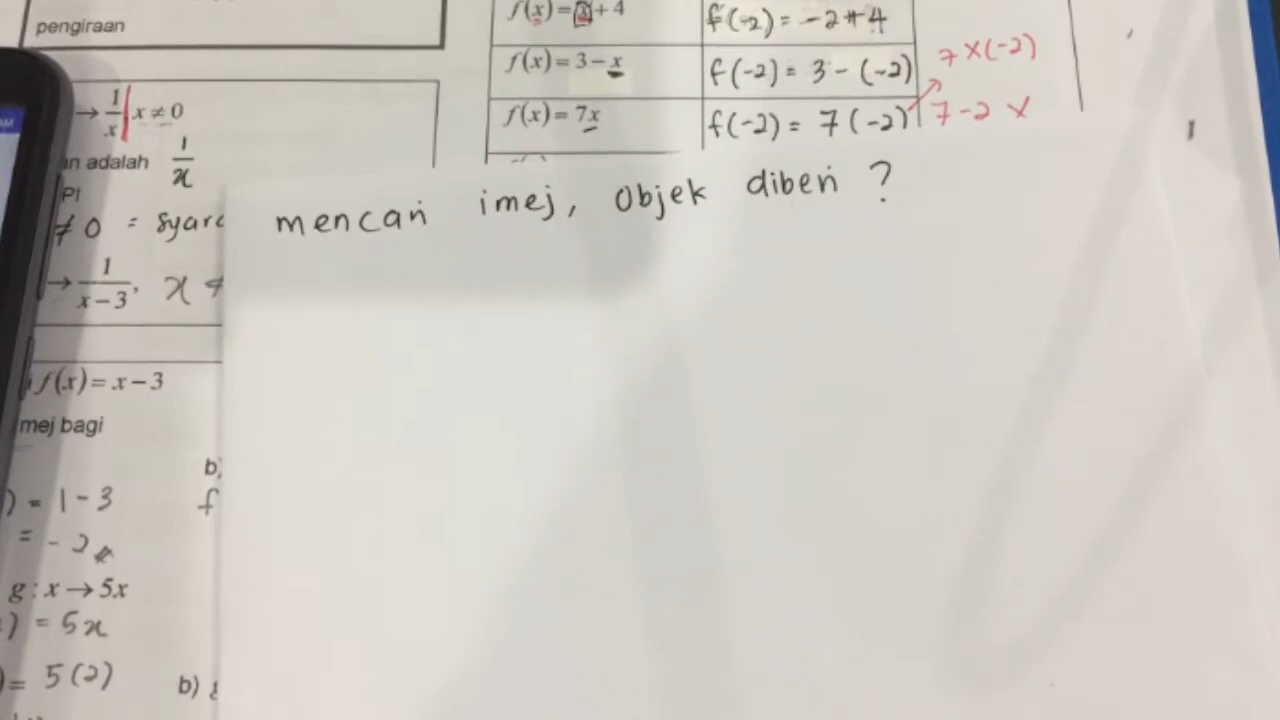 pengiraan
f(x)=x+4
f(-2) = -2+4
f(x)=3-x
f(-2) = 3-(-2)
7x(-2)
f(x)=7x
f(-2) = 7(-2)
7-2 x
→ 1/x x≠0
an adalah 1/x
≠ 0 = syara
mencari imej, objek diberi ?
→ 1/(x-3), x ≠
f(x)=x-3
mej bagi
b)
) = 1-3
f
= -2
g:x→5x
) = 5x
)= 5(2)
b)